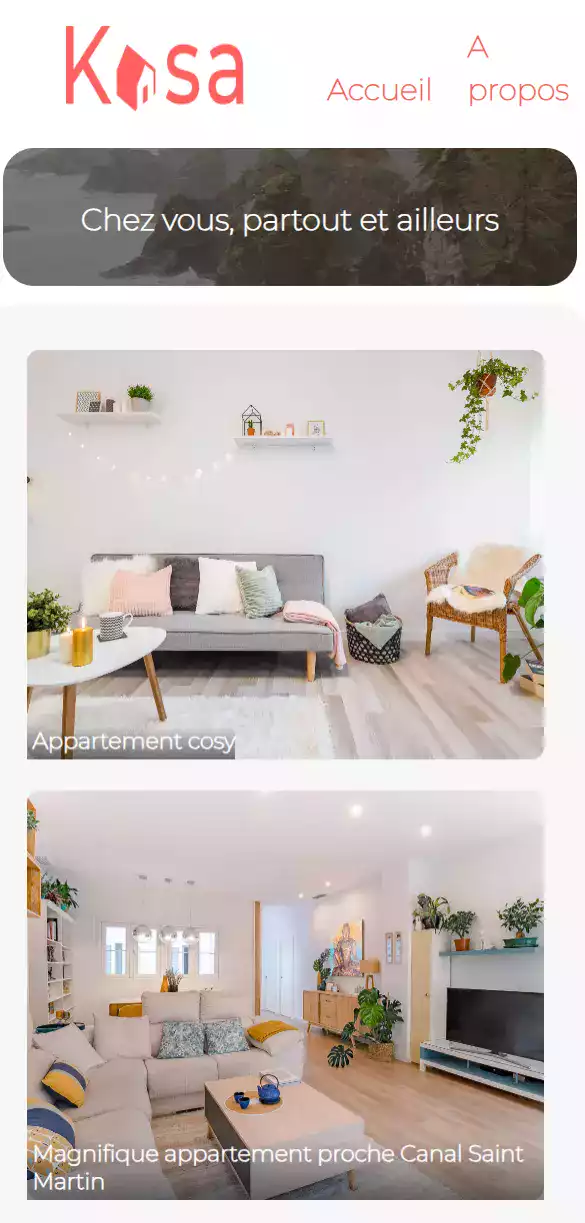 Kasa
A
Accueil propos
Chez vous, partout et ailleurs
Appartement cosy
Magnifique appartement proche Canal Saint
Martin